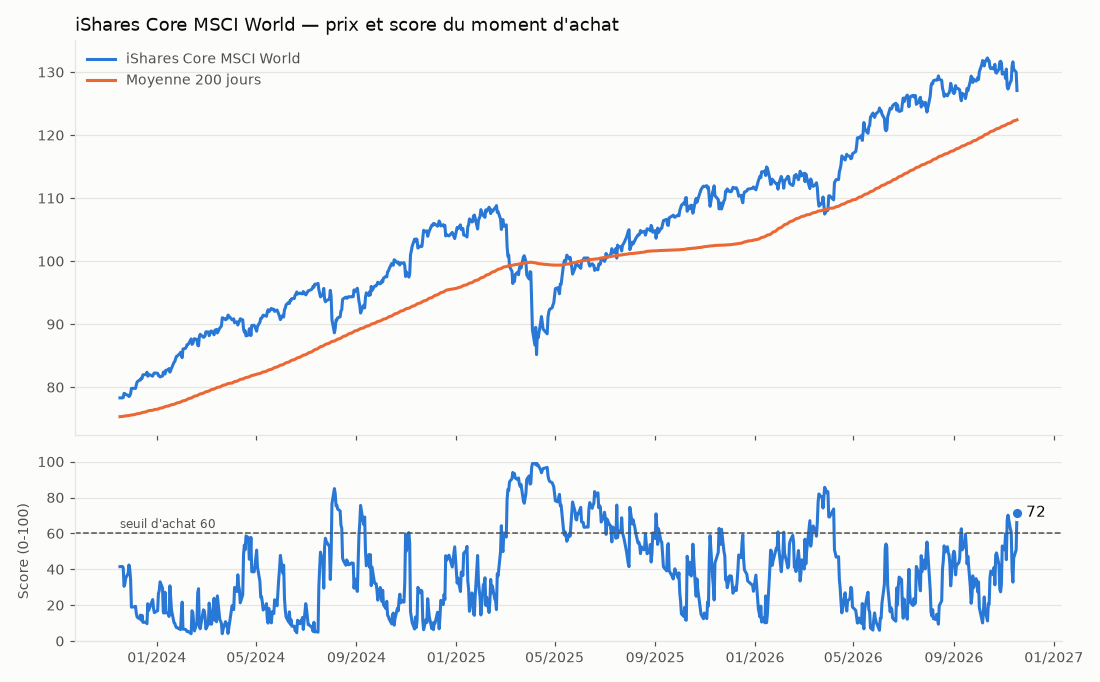 iShares Core MSCI World — prix et score du moment d'achat
iShares Core MSCI World
Moyenne 200 jours
130
120
110
100
90
80
100
80
60
40
20
0
Score (0-100)
seuil d'achat 60
72
01/2024 05/2024 09/2024 01/2025 05/2025 09/2025 01/2026 05/2026 09/2026 01/2027